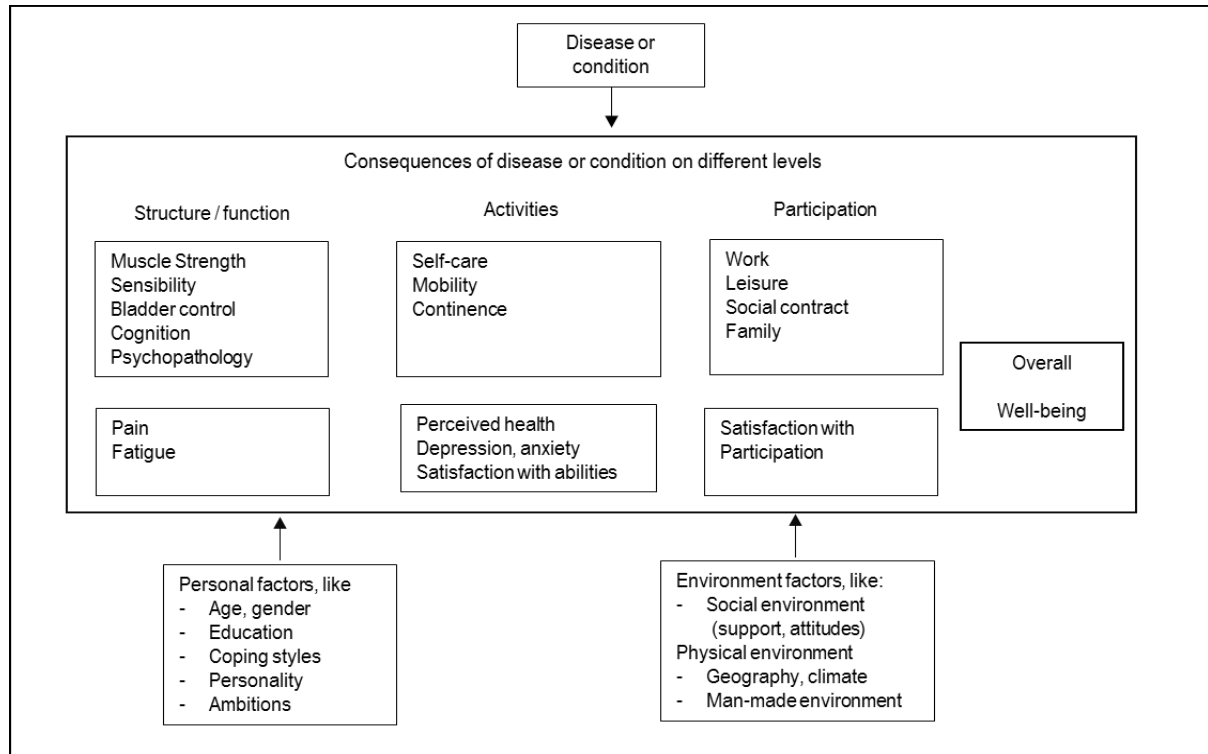 Disease or
condition
Consequences of disease or condition on different levels
Structure / function
Activities
Participation
Muscle Strength
Sensibility
Bladder control
Cognition
Psychopathology
Self-care
Mobility
Continence
Work
Leisure
Social contract
Family
Overall
Well-being
Pain
Fatigue
Perceived health
Depression, anxiety
Satisfaction with abilities
Satisfaction with
Participation
Personal factors, like
- Age, gender
- Education
- Coping styles
- Personality
- Ambitions
Environment factors, like:
- Social environment
(support, attitudes)
Physical environment
- Geography, climate
- Man-made environment